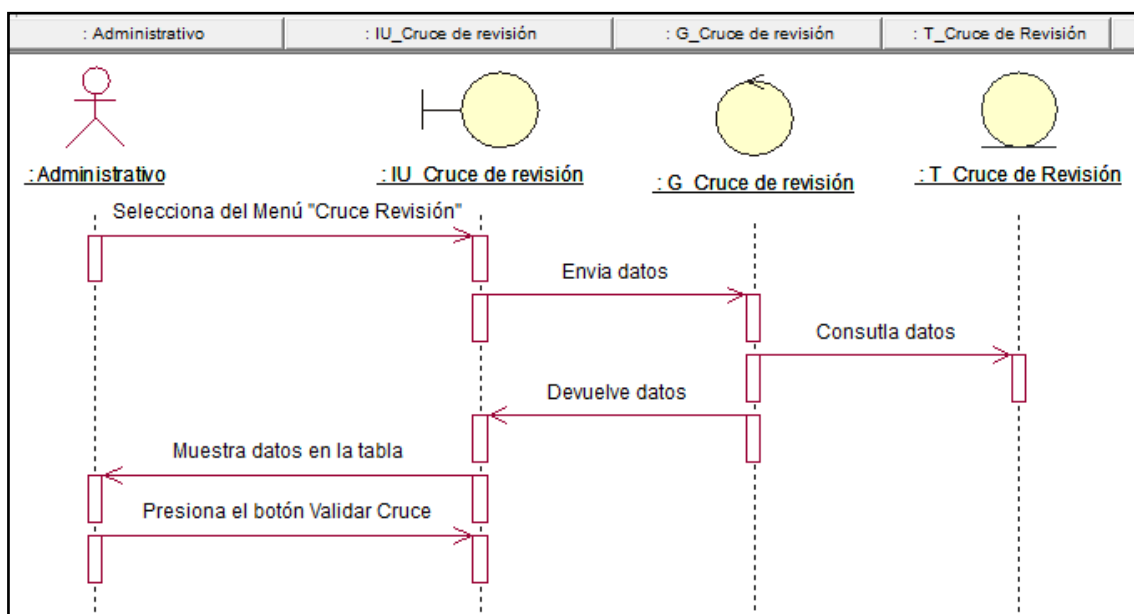 : Administrativo
: IU_Cruce de revisión
: G_Cruce de revisión
: T_Cruce de Revisión
: Administrativo
: IU_Cruce de revisión
: G_Cruce de revisión
: T_Cruce de Revisión
Selecciona del Menú "Cruce Revisión"
Envia datos
Consutla datos
Devuelve datos
Muestra datos en la tabla
Presiona el botón Validar Cruce